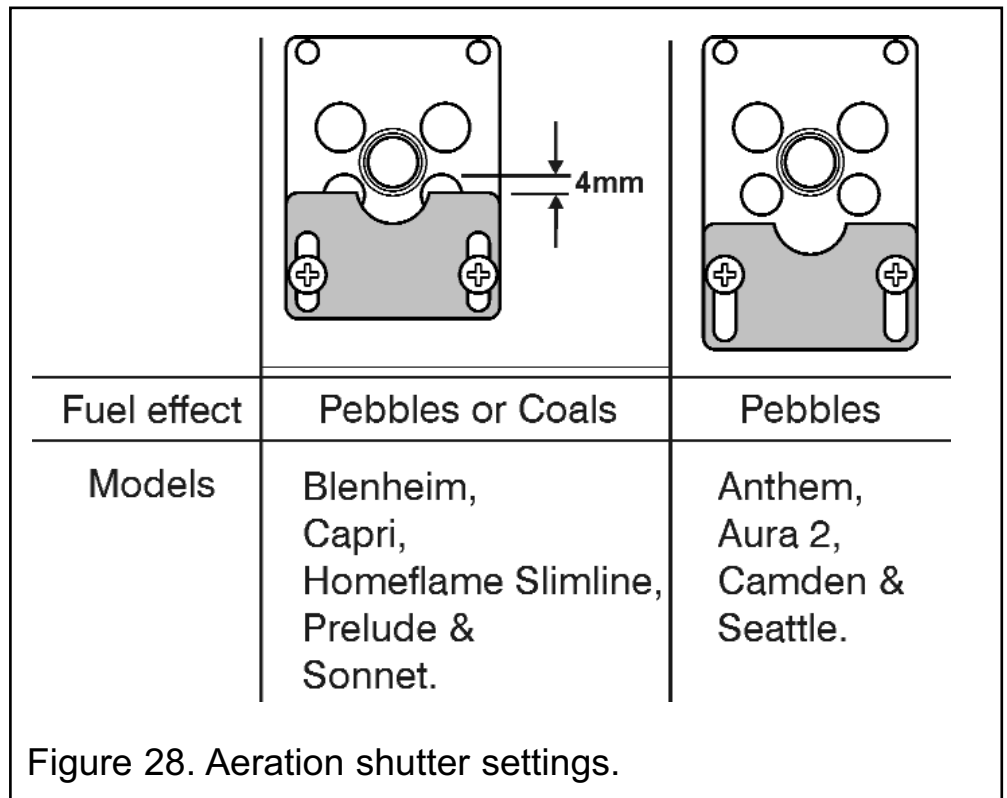 4mm
Fuel effect
Pebbles or Coals
Pebbles
Models
Blenheim,
Capri,
Homeflame Slimline,
Prelude &
Sonnet.
Anthem,
Aura 2,
Camden &
Seattle.
Figure 28. Aeration shutter settings.